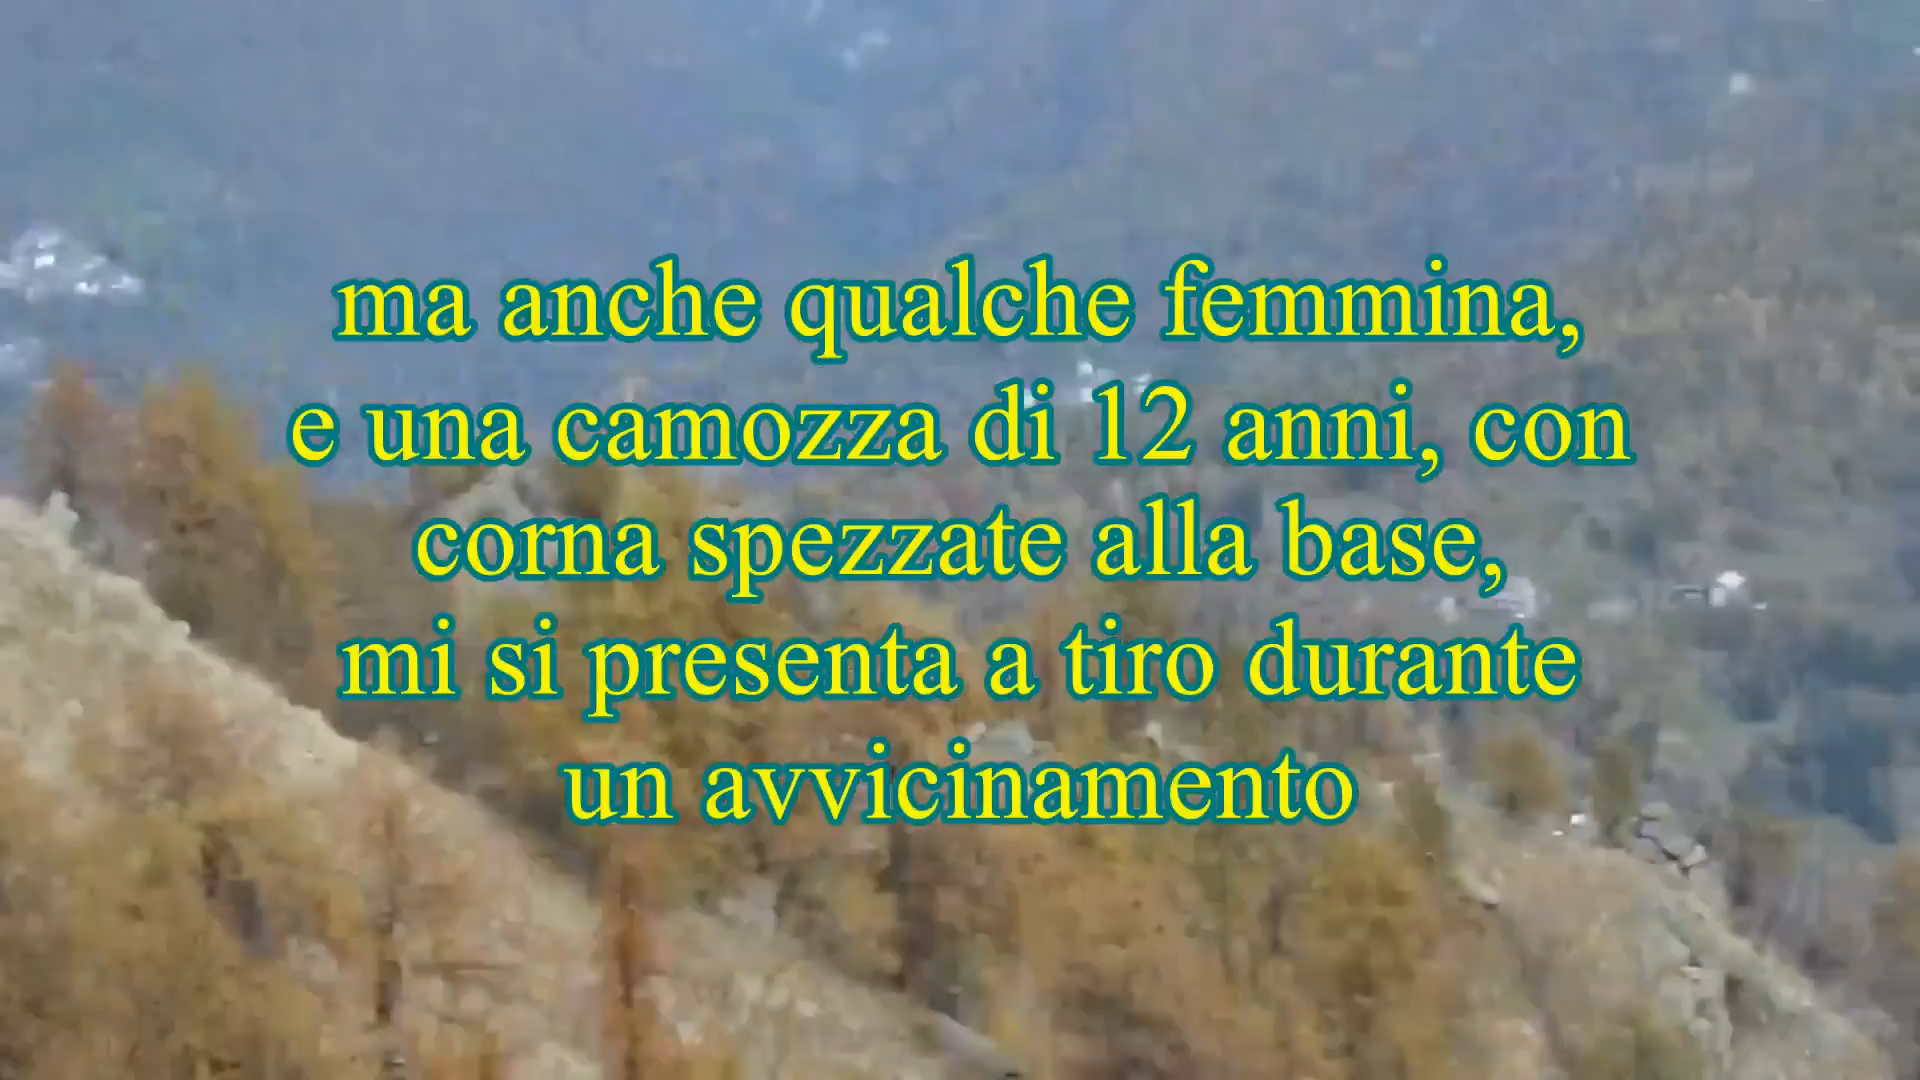 ma anche qualche femmina,
e una camozza di 12 anni, con
corna spezzate alla base,
mi si presenta a tiro durante
un avvicinamento